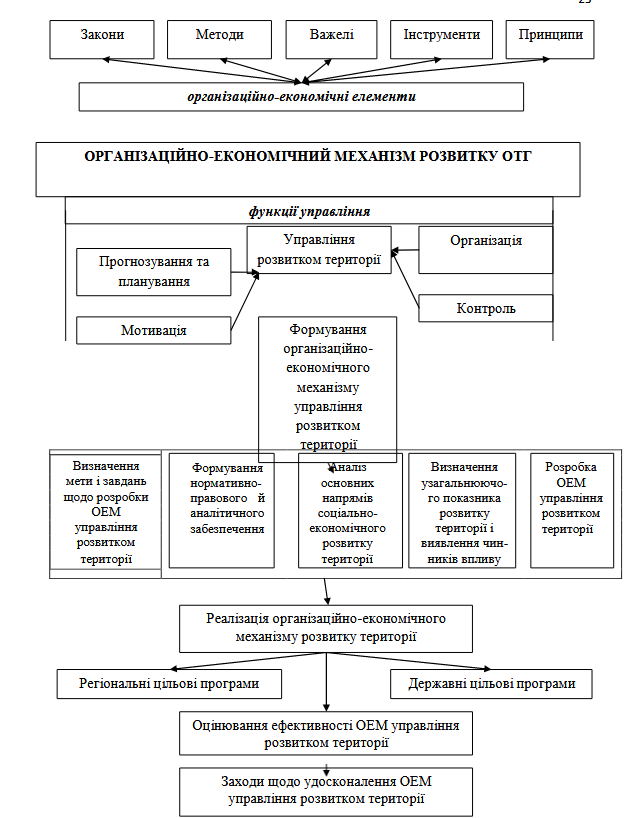 Закони
Методи
Важелі
Інструменти
Принципи
організаційно-економічні елементи
ОРГАНІЗАЦІЙНО-ЕКОНОМІЧНИЙ МЕХАНІЗМ РОЗВИТКУ ОТГ
функції управління
Управління
розвитком території
Організація
Прогнозування та
планування
Контроль
Мотивація
Формування
організаційно-
економічного
механізму
управління
розвитком
території
Визначення
мети і завдань
щодо розробки
ОЕМ
управління
розвитком
території
Формування
нормативно-
правового й
аналітичного
забезпечення
Аналіз
основних
напрямів
соціально-
економічного
розвитку
території
Визначення
узагальнюючо-
го показника
розвитку
території і
виявлення чин-
ників впливу
Розробка
ОЕМ
управління
розвитком
території
Реалізація організаційно-економічного
механізму розвитку території
Регіональні цільові програми
Державні цільові програми
Оцінювання ефективності ОЕМ управління
розвитком території
Заходи щодо удосконалення ОЕМ
управління розвитком території